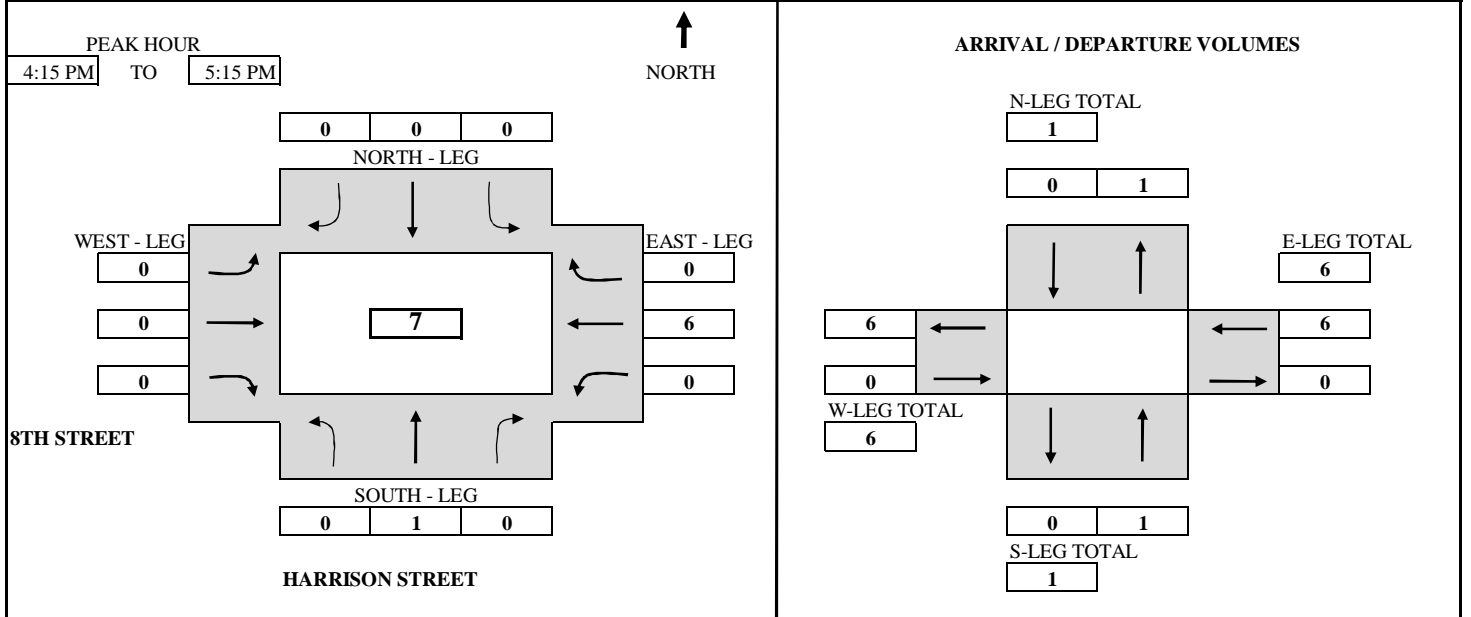 PEAK HOUR
4:15 PM TO 5:15 PM
NORTH
0 0 0
NORTH - LEG
WEST - LEG
EAST - LEG
0
0
0
7
6
0
0
8TH STREET
SOUTH - LEG
0 1 0
HARRISON STREET
ARRIVAL / DEPARTURE VOLUMES
N-LEG TOTAL
1
0 1
E-LEG TOTAL
6
6
6
0
0
W-LEG TOTAL
6
0 1
S-LEG TOTAL
1